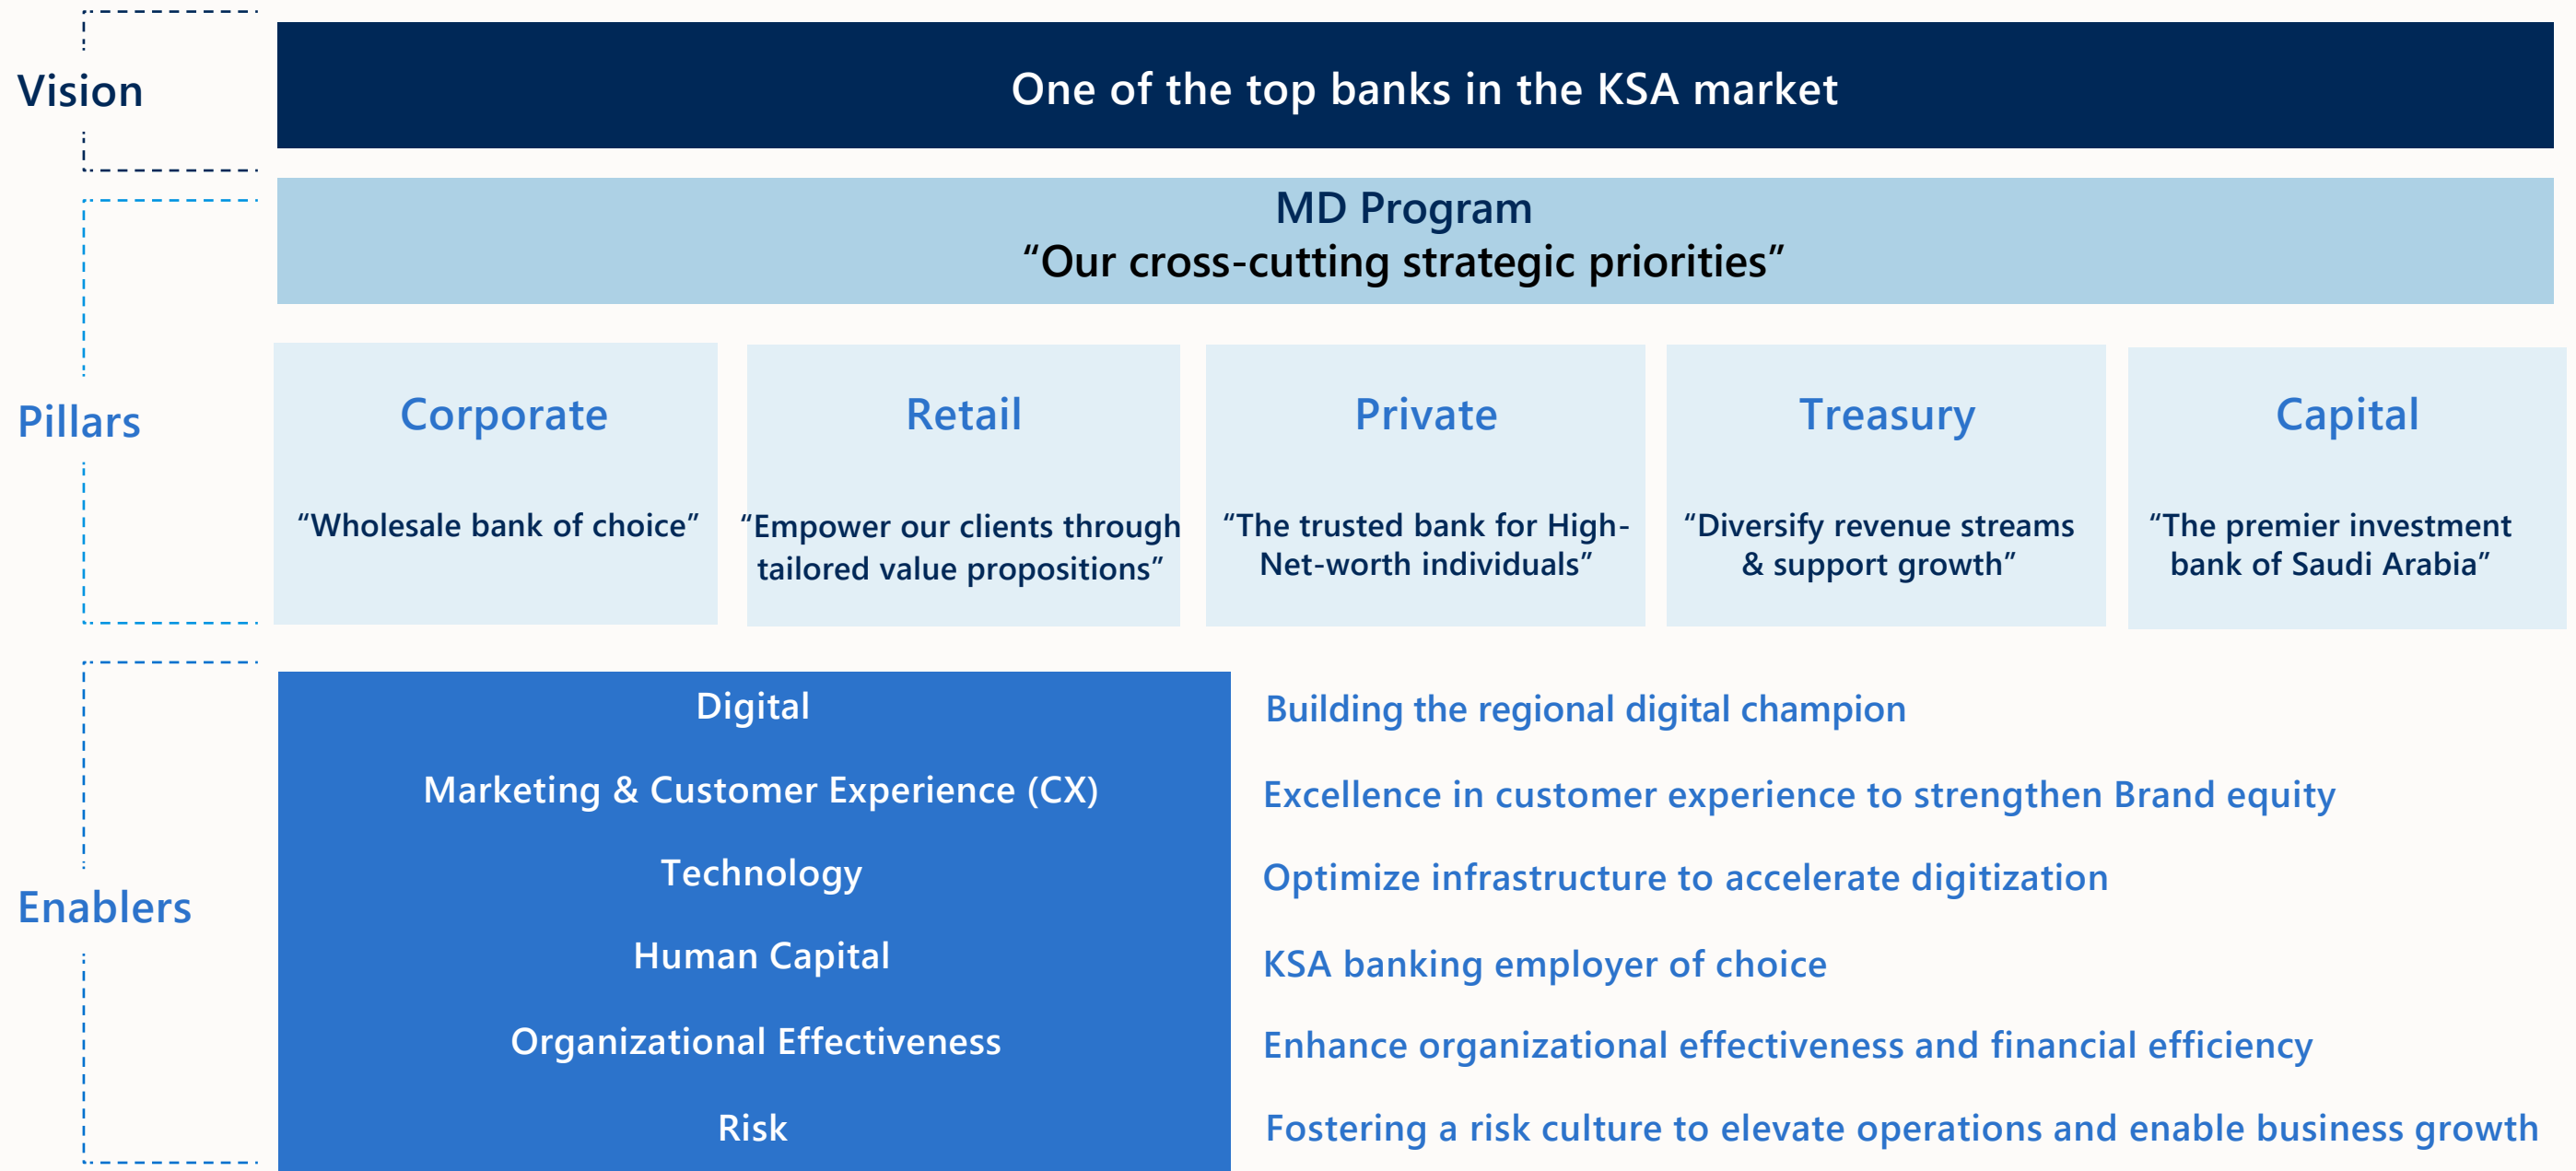 Vision
One of the top banks in the KSA market
MD Program
“Our cross-cutting strategic priorities”
Pillars
Corporate
“Wholesale bank of choice”
Retail
“Empower our clients through
tailored value propositions”
Private
“The trusted bank for High-
Net-worth individuals”
Treasury
“Diversify revenue streams
& support growth”
Capital
“The premier investment
bank of Saudi Arabia”
Enablers
Digital
Building the regional digital champion
Marketing & Customer Experience (CX)
Excellence in customer experience to strengthen Brand equity
Technology
Optimize infrastructure to accelerate digitization
Human Capital
KSA banking employer of choice
Organizational Effectiveness
Enhance organizational effectiveness and financial efficiency
Risk
Fostering a risk culture to elevate operations and enable business growth